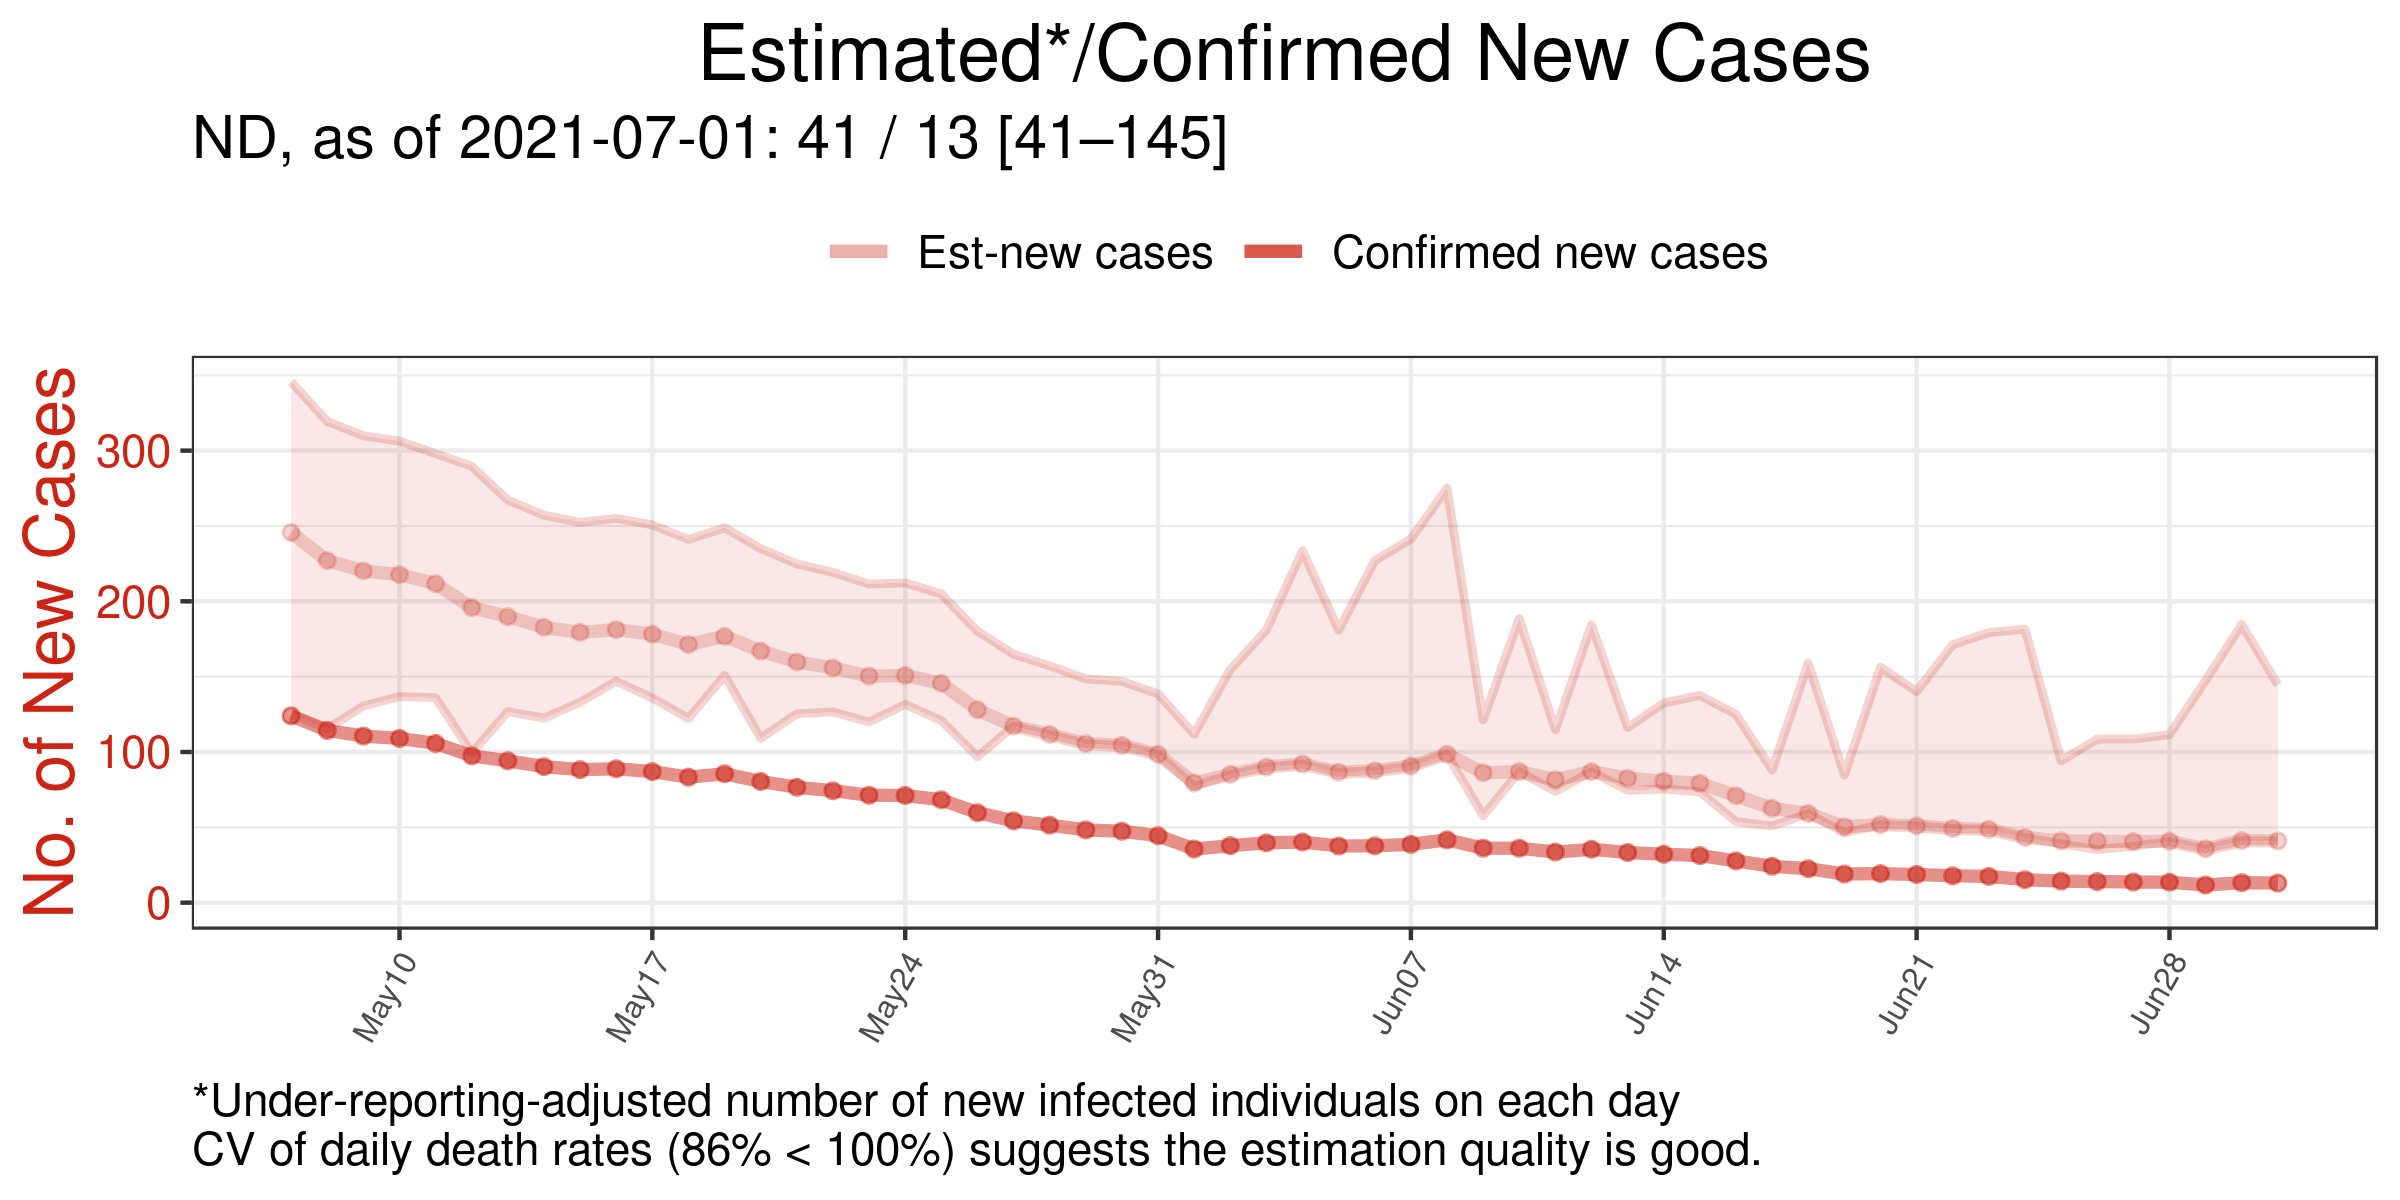 Estimated*/Confirmed New Cases
ND, as of 2021-07-01: 41 / 13 [41–145]
Est-new cases
Confirmed new cases
No. of New Cases
300
200
100
0
May10
May17
May24
May31
Jun07
Jun14
Jun21
Jun28
*Under-reporting-adjusted number of new infected individuals on each day
CV of daily death rates (86% < 100%) suggests the estimation quality is good.